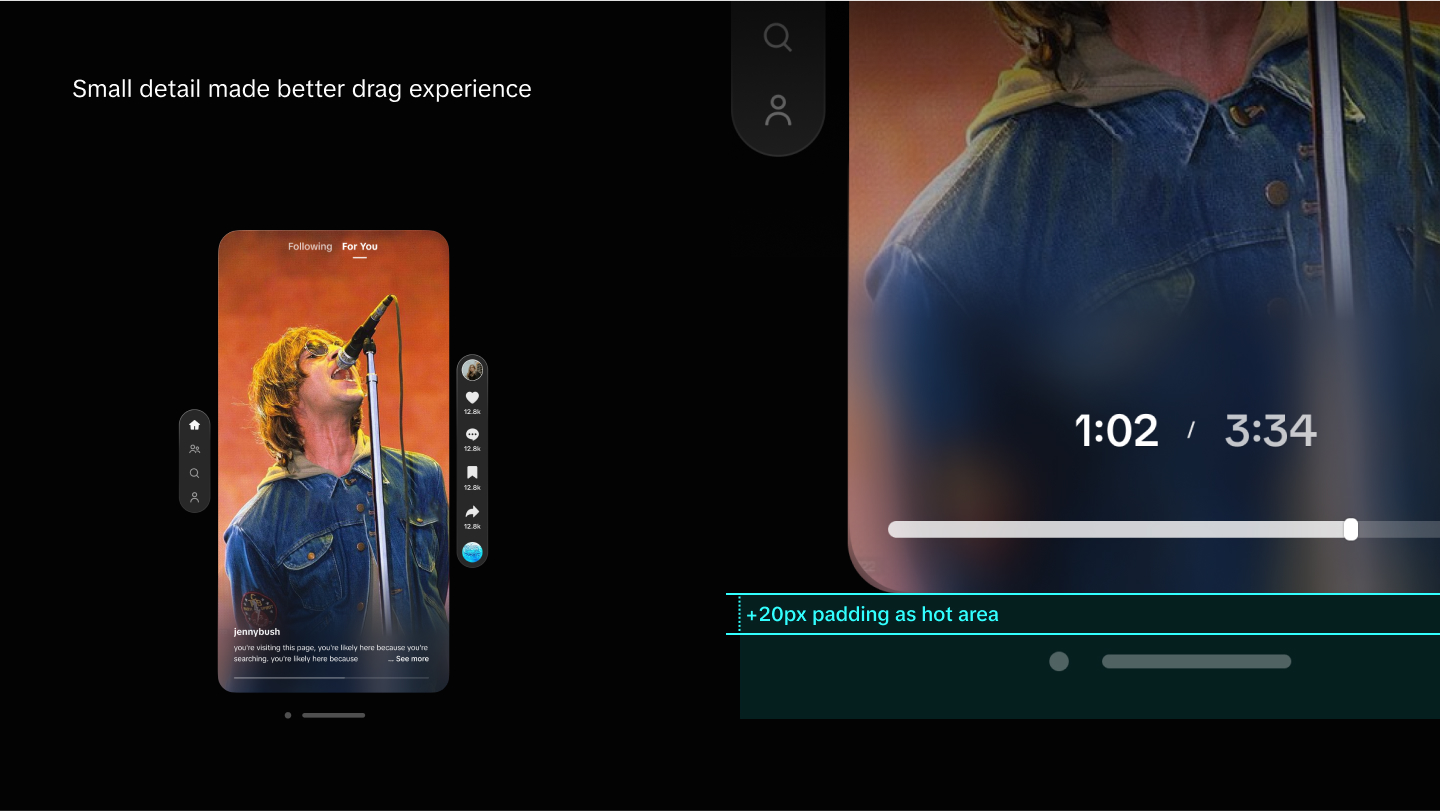 Small detail made better drag experience
Following For You
12.8k
12.8k
12.8k
12.8k
jennybush
you're visiting this page, you're likely here because you're
searching. you're likely here because ... See more
1:02 / 3:34
+20px padding as hot area